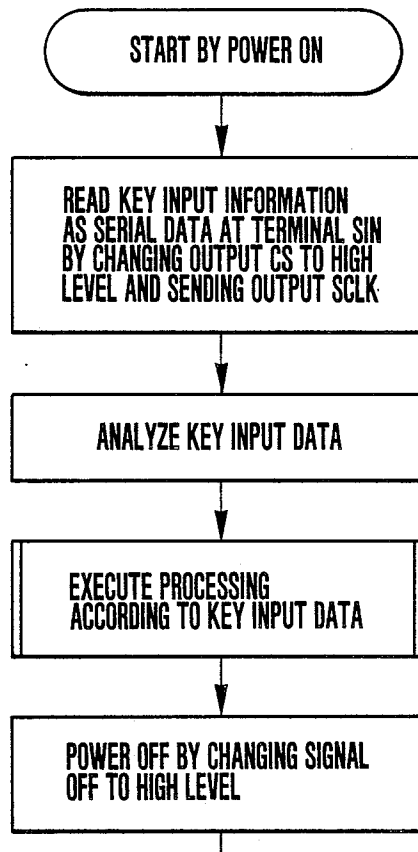 START BY POWER ON
READ KEY INPUT INFORMATION
AS SERIAL DATA AT TERMINAL SIN
BY CHANGING OUTPUT CS TO HIGH
LEVEL AND SENDING OUTPUT SCLK
ANALYZE KEY INPUT DATA
EXECUTE PROCESSING
ACCORDING TO KEY INPUT DATA
POWER OFF BY CHANGING SIGNAL
OFF TO HIGH LEVEL